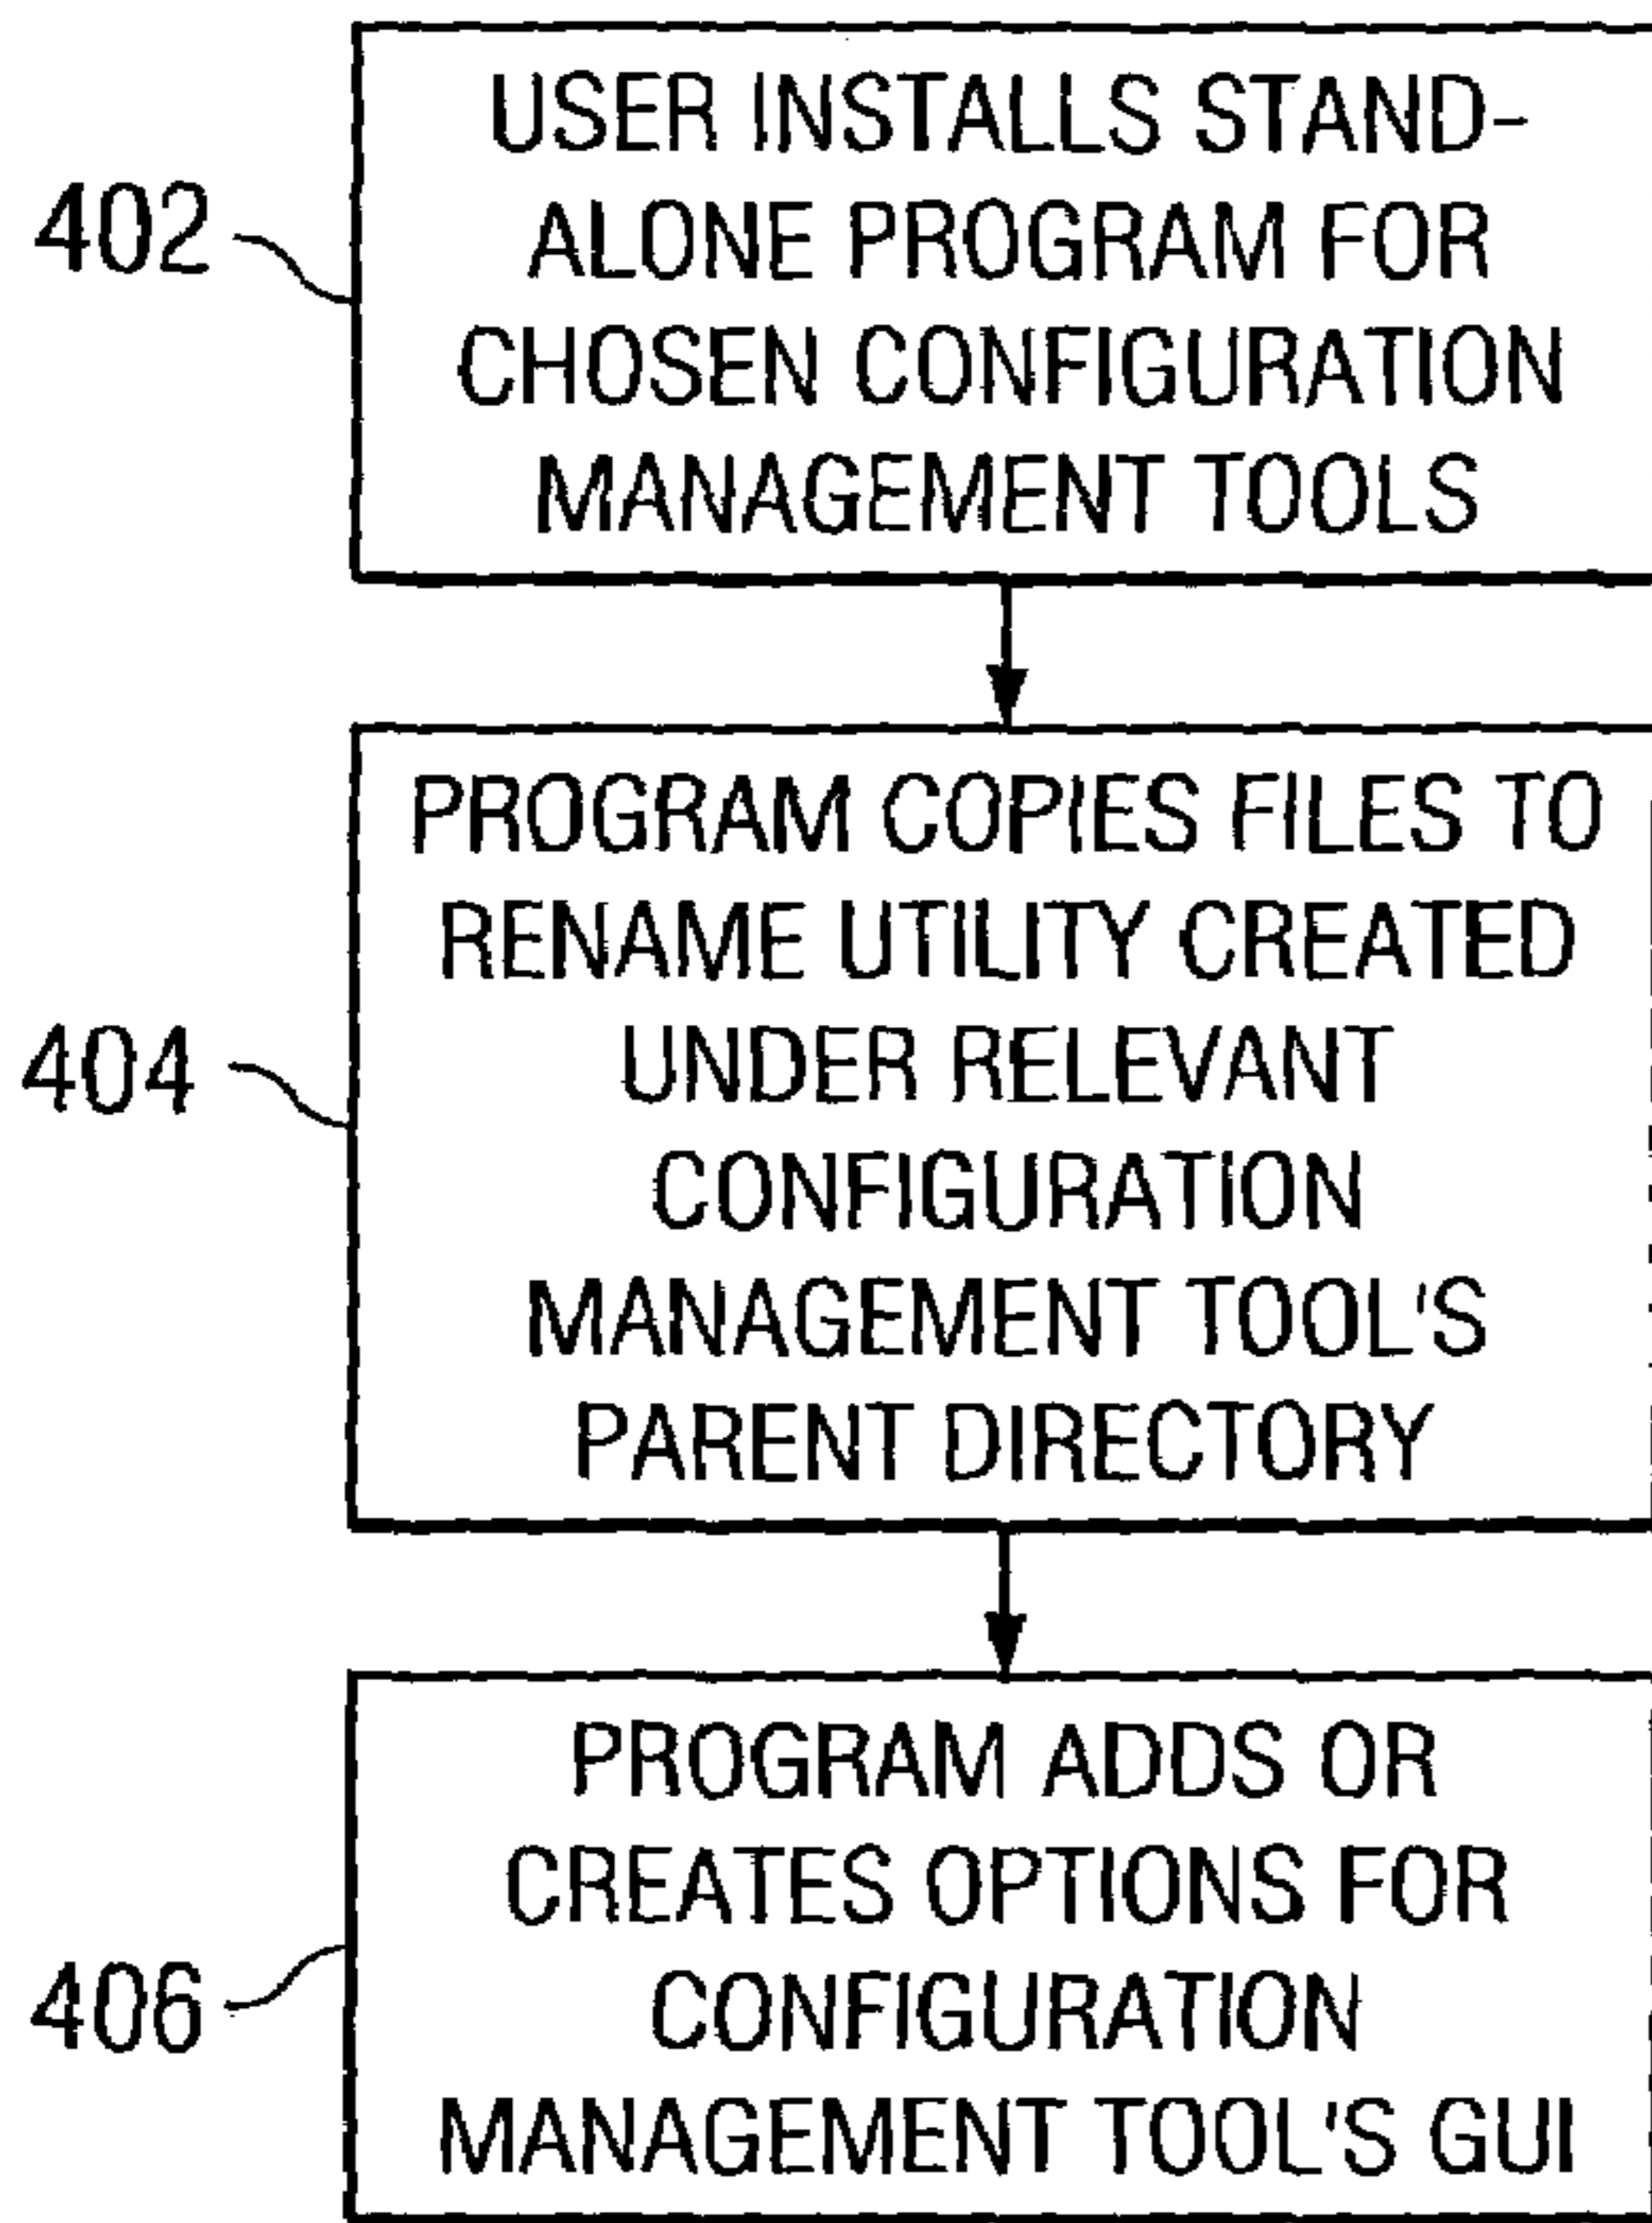 USER INSTALLS STAND-
ALONE PROGRAM FOR
CHOSEN CONFIGURATION
MANAGEMENT TOOLS
402
PROGRAM COPIES FILES TO
RENAME UTILITY CREATED
UNDER RELEVANT
CONFIGURATION
MANAGEMENT TOOL'S
PARENT DIRECTORY
404
PROGRAM ADDS OR
CREATES OPTIONS FOR
CONFIGURATION
MANAGEMENT TOOL'S GUI
406